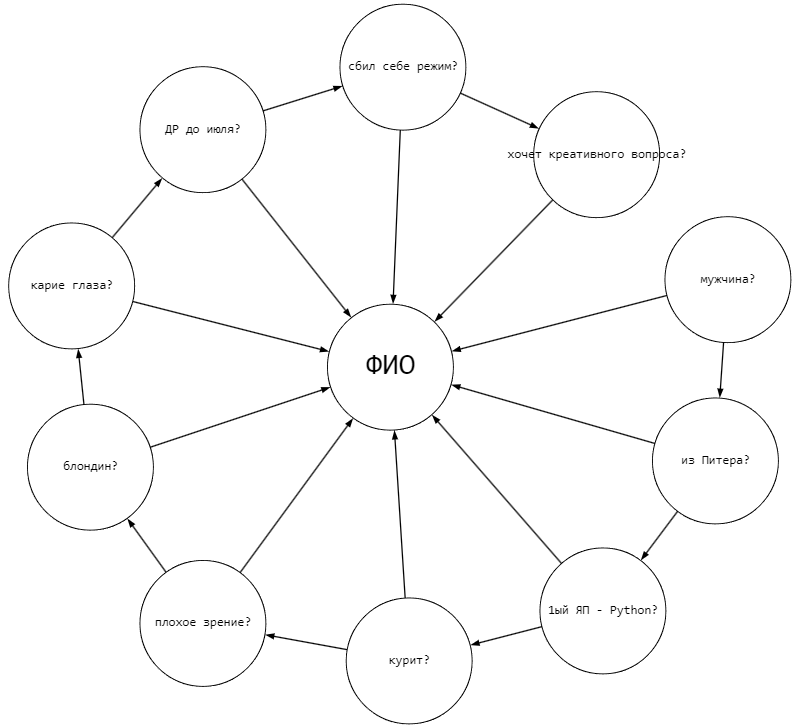 сбил себе режим?
ДР до июля?
хочет креативного вопроса?
карие глаза?
мужчина?
ФИО
блондин?
из Питера?
плохое зрение?
1ый ЯП - Python?
курит?